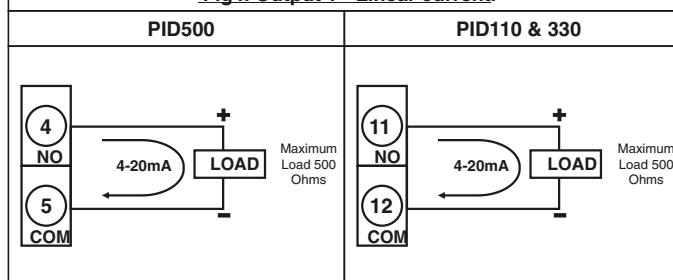 Output 1 - Linear current
PID500
PID110 & 330
4
NO
5
COM
4-20mA
+
LOAD
–
Maximum
Load 500
Ohms
11
NO
12
COM
4-20mA
+
LOAD
–
Maximum
Load 500
Ohms